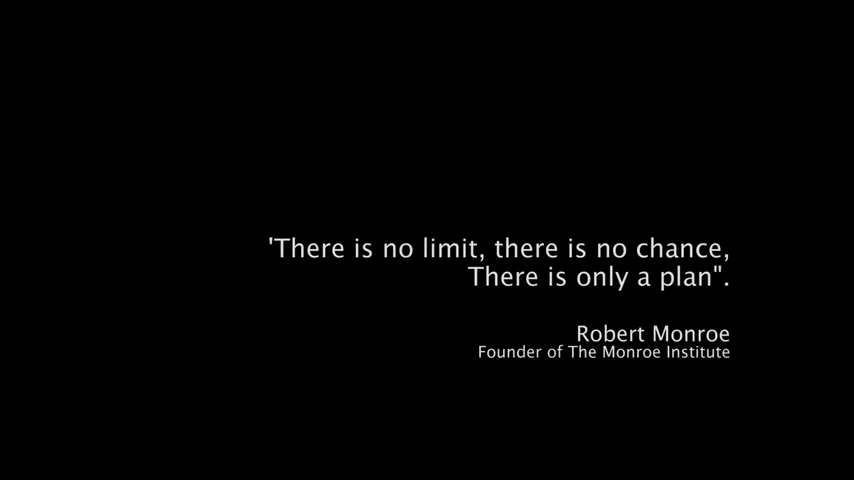 'There is no limit, there is no chance,
There is only a plan".
Robert Monroe
Founder of The Monroe Institute